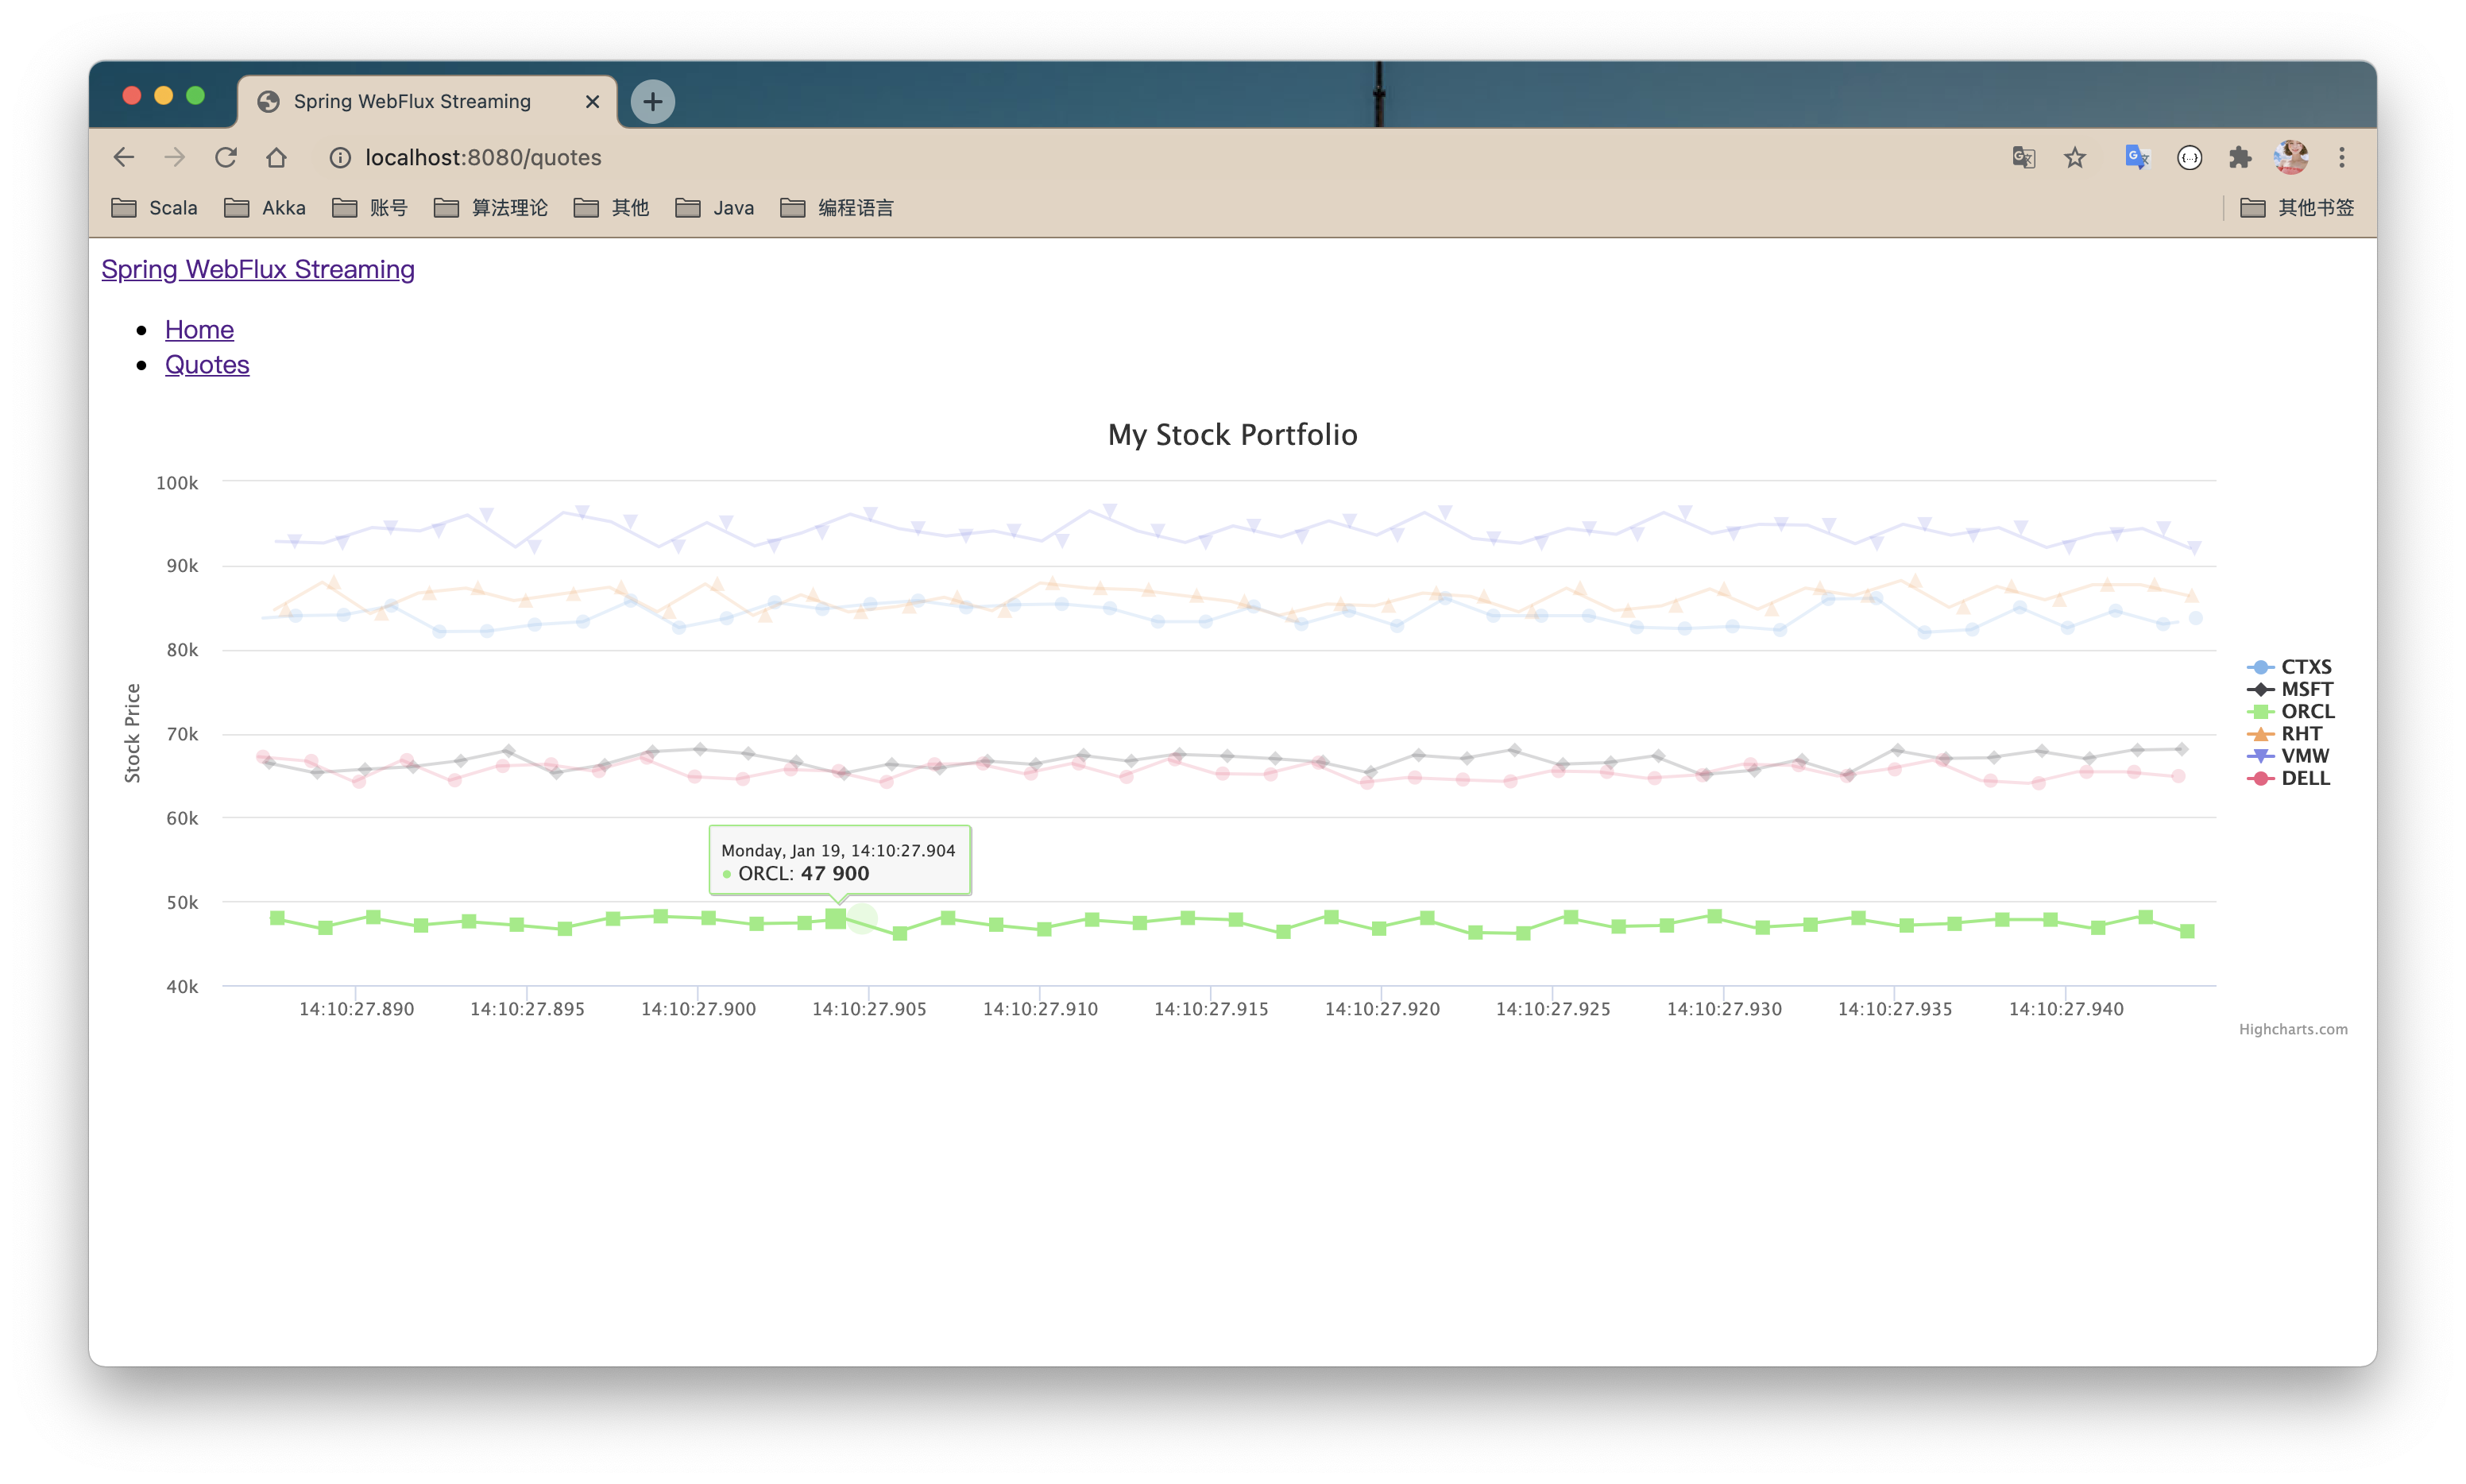 Spring WebFlux Streaming
localhost:8080/quotes
Scala Akka 账号 算法理论 其他 Java 编程语言 其他书签
Spring WebFlux Streaming
Home
Quotes
My Stock Portfolio
Stock Price
100k
90k
80k
70k
60k
50k
40k
Monday, Jan 19, 14:10:27.904
ORCL: 47 900
14:10:27.890 14:10:27.895 14:10:27.900 14:10:27.905 14:10:27.910 14:10:27.915 14:10:27.920 14:10:27.925 14:10:27.930 14:10:27.935 14:10:27.940
CTXS
MSFT
ORCL
RHT
VMW
DELL
Highcharts.com